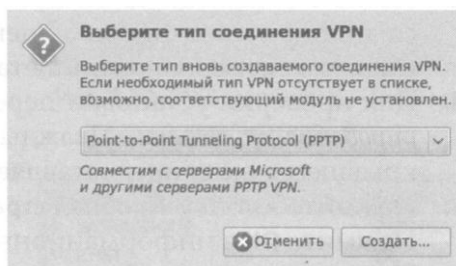 Выберите тип соединения VPN
Выберите тип вновь создаваемого соединения VPN.
Если необходимый тип VPN отсутствует в списке,
возможно, соответствующий модуль не установлен.
Point-to-Point Tunneling Protocol (PPTP)
Совместим с серверами Microsoft
и другими серверами PPTP VPN.
Отменить Создать...